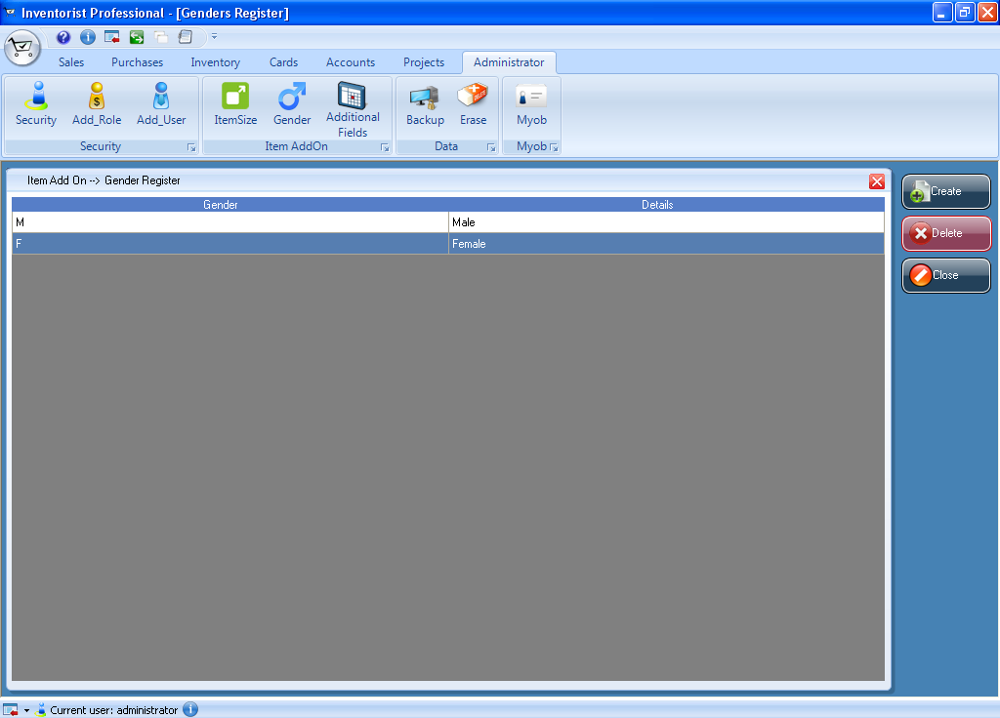 Inventorist Professional - [Genders Register]
Sales Purchases Inventory Cards Accounts Projects Administrator
Security Add_Role Add_User ItemSize Gender Additional Fields Backup Erase Myob
Security Item AddOn Data Myob
Item Add On --> Gender Register
Gender Details
M Male
F Female
Create
Delete
Close
Current user: administrator